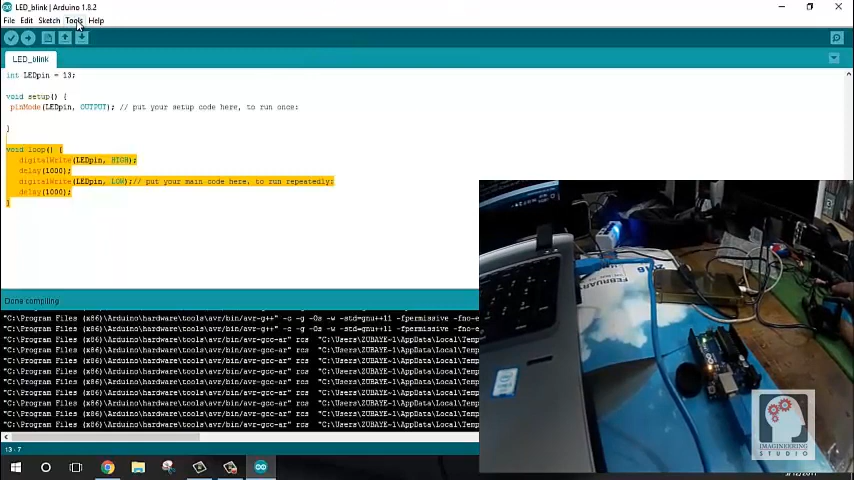 LED_blink | Arduino 1.8.2
File Edit Sketch Tools Help
LED_blink
int LEDpin = 13;
void setup() {
pinMode(LEDpin, OUTPUT); // put your setup code here, to run once:
}
void loop() {
digitalWrite(LEDpin, HIGH);
delay(1000);
digitalWrite(LEDpin, LOW);// put your main code here, to run repeatedly:
delay(1000);
}
Done compiling
"C:\Program Files (x86)\Arduino\hardware\tools\avr/bin/avr-g++" -c -g -Os -w -std=gnu++11 -fpermissive -fno-e
"C:\Program Files (x86)\Arduino\hardware\tools\avr/bin/avr-g++" -c -g -Os -w -std=gnu++11 -fpermissive -fno-e
"C:\Program Files (x86)\Arduino\hardware\tools\avr/bin/avr-gcc-ar" rcs "C:\Users\ZUBAYE~1\AppData\Local\Temp
"C:\Program Files (x86)\Arduino\hardware\tools\avr/bin/avr-gcc-ar" rcs "C:\Users\ZUBAYE~1\AppData\Local\Temp
"C:\Program Files (x86)\Arduino\hardware\tools\avr/bin/avr-gcc-ar" rcs "C:\Users\ZUBAYE~1\AppData\Local\Temp
"C:\Program Files (x86)\Arduino\hardware\tools\avr/bin/avr-gcc-ar" rcs "C:\Users\ZUBAYE~1\AppData\Local\Temp
"C:\Program Files (x86)\Arduino\hardware\tools\avr/bin/avr-gcc-ar" rcs "C:\Users\ZUBAYE~1\AppData\Local\Temp
"C:\Program Files (x86)\Arduino\hardware\tools\avr/bin/avr-gcc-ar" rcs "C:\Users\ZUBAYE~1\AppData\Local\Temp
"C:\Program Files (x86)\Arduino\hardware\tools\avr/bin/avr-gcc-ar" rcs "C:\Users\ZUBAYE~1\AppData\Local\Temp
"C:\Program Files (x86)\Arduino\hardware\tools\avr/bin/avr-gcc-ar" rcs "C:\Users\ZUBAYE~1\AppData\Local\Temp
"C:\Program Files (x86)\Arduino\hardware\tools\avr/bin/avr-gcc-ar" rcs "C:\Users\ZUBAYE~1\AppData\Local\Temp
13 - 7
FEBRUARY
IMAGINEERING
STUDIO